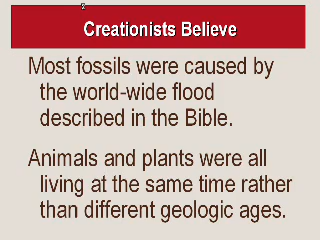 Creationists Believe
Most fossils were caused by
the world-wide flood
described in the Bible.
Animals and plants were all
living at the same time rather
than different geologic ages.